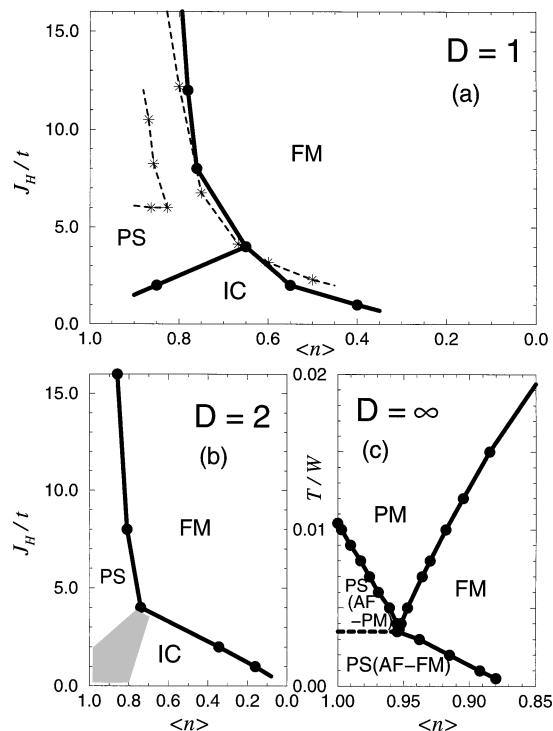 15.0
D = 1
(a)
10.0
J_H / t
FM
5.0
PS
IC
0.0
1.0 0.8 0.6 0.4 0.2 0.0
<n>
15.0
D = 2
(b)
10.0
J_H / t
FM
PS
5.0
IC
0.0
1.0 0.8 0.6 0.4 0.2 0.0
<n>
0.02
D = ∞
(c)
T / W
PM
0.01
FM
PS
(AF
−PM)
PS(AF−FM)
0.00
1.00 0.95 0.90 0.85
<n>